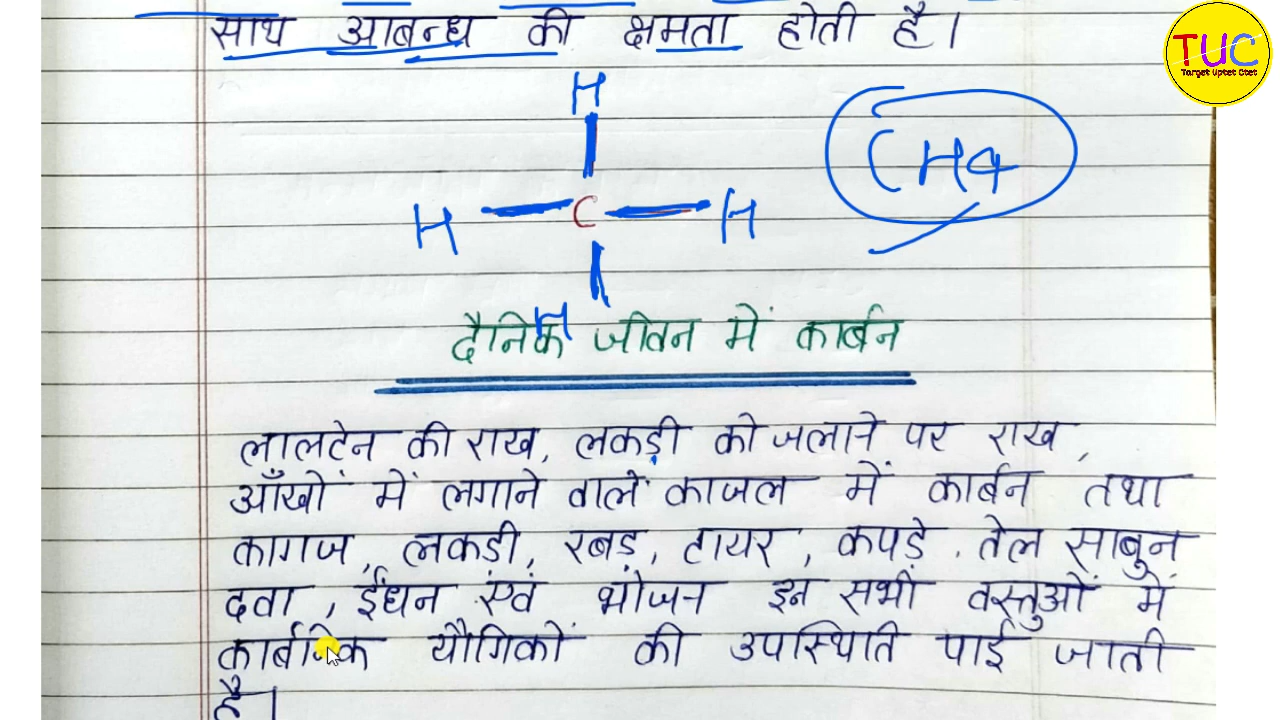 साथ आबन्ध की क्षमता होती है।
TUC
Target Uptet Ctet
H
CH4
H C H
H
दैनिक जीवन में कार्बन
लालटेन की राख, लकड़ी को जलाने पर राख,
आँखों में लगाने वाले काजल में कार्बन तथा
कागज, लकडी, रबड़, टायर, कपड़े, तेल साबुन
दवा, ईंधन एंवं भोजन इन सभी वस्तुओं में
कार्बनिक यौगिकों की उपस्थिति पाई जाती
है।